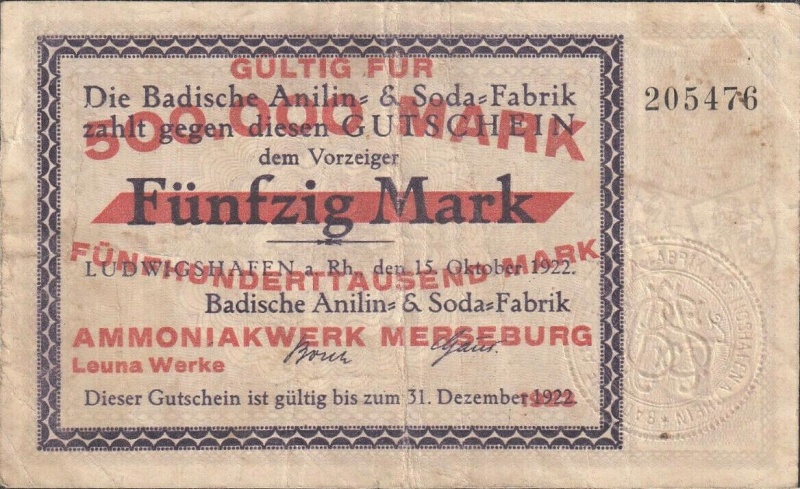 GÜLTIG FÜR
Die Badische Anilin- & Soda-Fabrik
205476
500.000 MARK
zahlt gegen diesen GUTSCHEIN
dem Vorzeiger
Fünfzig Mark
FÜNFHUNDERTTAUSEND MARK
LUDWIGSHAFEN a. Rh., den 15. Oktober 1922.
Badische Anilin- & Soda-Fabrik
AMMONIAKWERK MERSEBURG
Leuna Werke
Dieser Gutschein ist gültig bis zum 31. Dezember 1922.